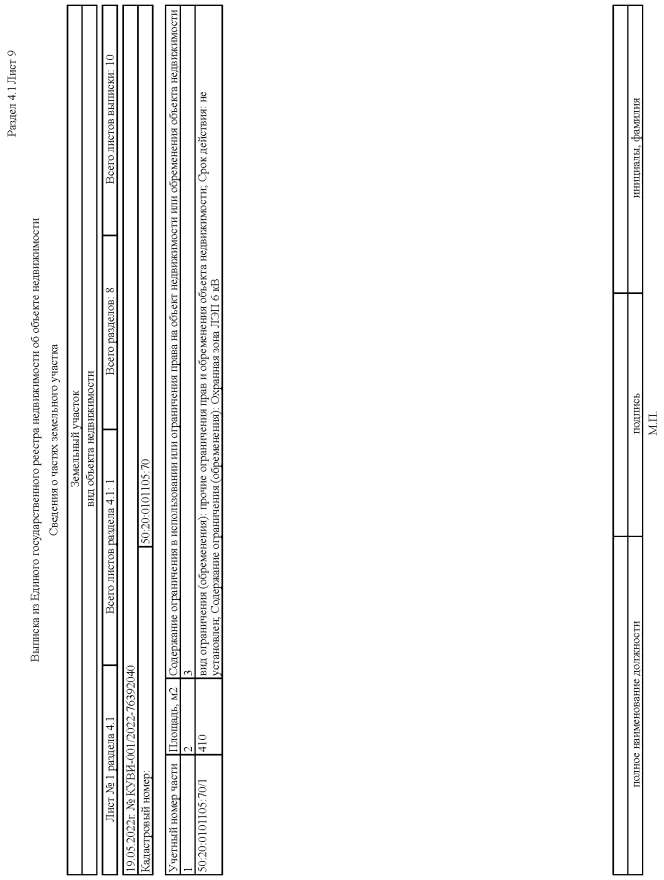 Раздел 4.1 Лист 9
Выписка из Единого государственного реестра недвижимости об объекте недвижимости
Сведения о частях земельного участка
Земельный участок
вид объекта недвижимости
Лист № 1 раздела 4.1 Всего листов раздела 4.1: 1 Всего разделов: 8 Всего листов выписки: 10
19.05.2022г. № КУВИ-001/2022-76392040
Кадастровый номер: 50:20:0101105:70
Учетный номер части Площадь, м2 Содержание ограничения в использовании или ограничения права на объект недвижимости или обременения объекта недвижимости
1 2 3
50:20:0101105:70/1 410 вид ограничения (обременения): прочие ограничения прав и обременения объекта недвижимости; Срок действия: не
установлен; Содержание ограничения (обременения): Охранная зона ЛЭП 6 кВ
полное наименование должности подпись инициалы, фамилия
М.П.